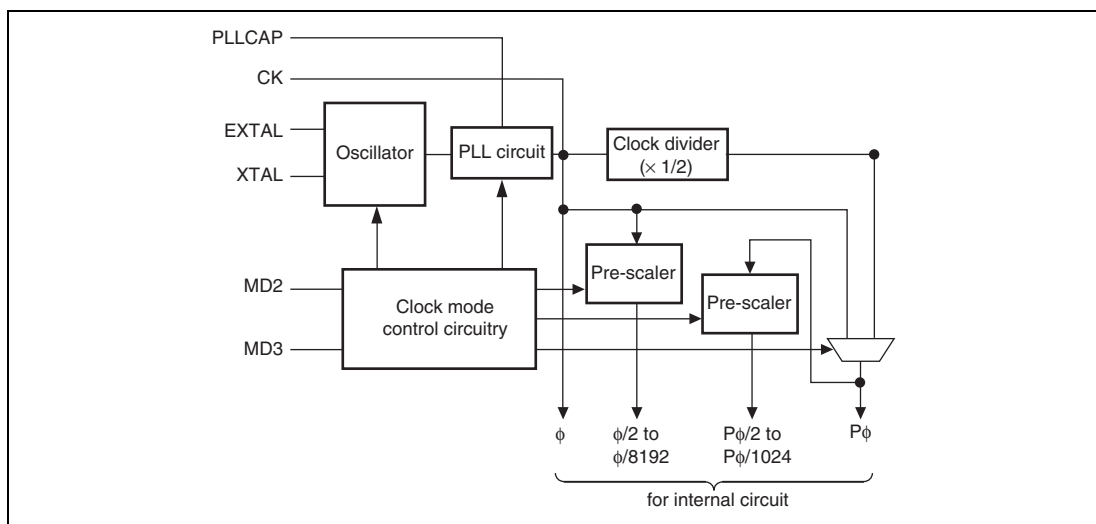 PLLCAP
CK
EXTAL
XTAL
Oscillator
PLL circuit
Clock divider
(× 1/2)
MD2
MD3
Clock mode
control circuitry
Pre-scaler
Pre-scaler
ϕ
ϕ/2 to
ϕ/8192
Pϕ/2 to
Pϕ/1024
Pϕ
for internal circuit